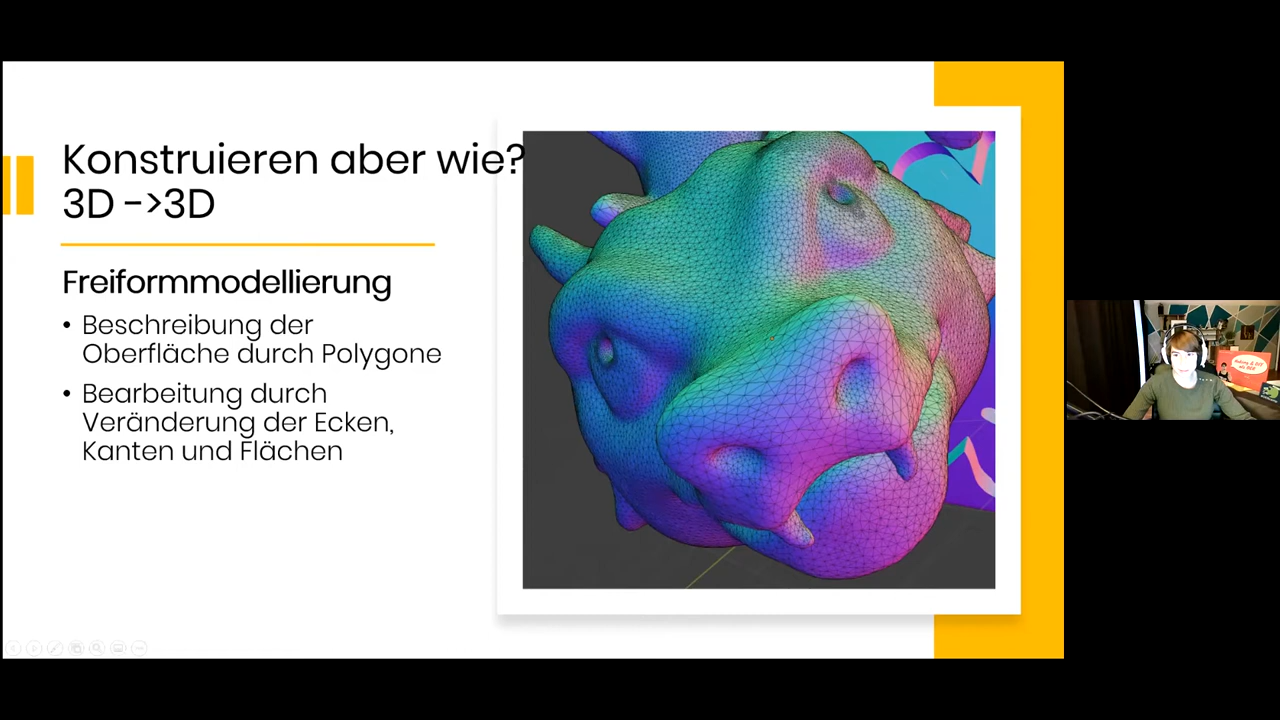 Konstruieren aber wie?
3D ->3D
Freiformmodellierung
• Beschreibung der
Oberfläche durch Polygone
• Bearbeitung durch
Veränderung der Ecken,
Kanten und Flächen